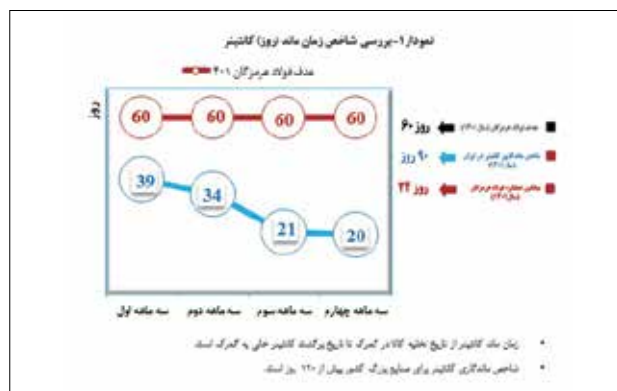 نمودار ۱- بررسی شاخص زمان ماند (روز) کانتینر
هدف فولاد هرمزگان ۴۰۱
روز
60 60 60 60
39 34 21 20
سه ماهه اول سه ماهه دوم سه ماهه سوم سه ماهه چهارم
۶۰ روز
۹۰ روز
۲۴ روز
• زمان ماند کانتینر از تاریخ تخلیه کالا در گمرک تا تاریخ برگشت کانتینر خالی به گمرک است.
• شاخص ماندگاری کانتینر برای صنایع بزرگ کشور بیش از ۱۲۰ روز است.